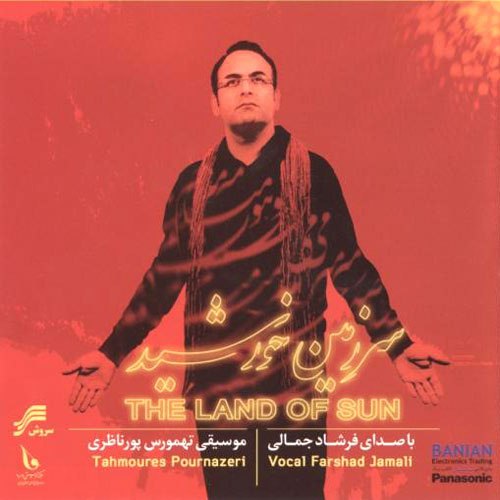 سرزمین خورشید
THE LAND OF SUN
با صدای فرشاد جمالی
موسیقی تهمورس پورناظری
Vocal Farshad Jamali
Tahmoures Pournazeri
سروش
BANIAN
Electronics Trading
Panasonic